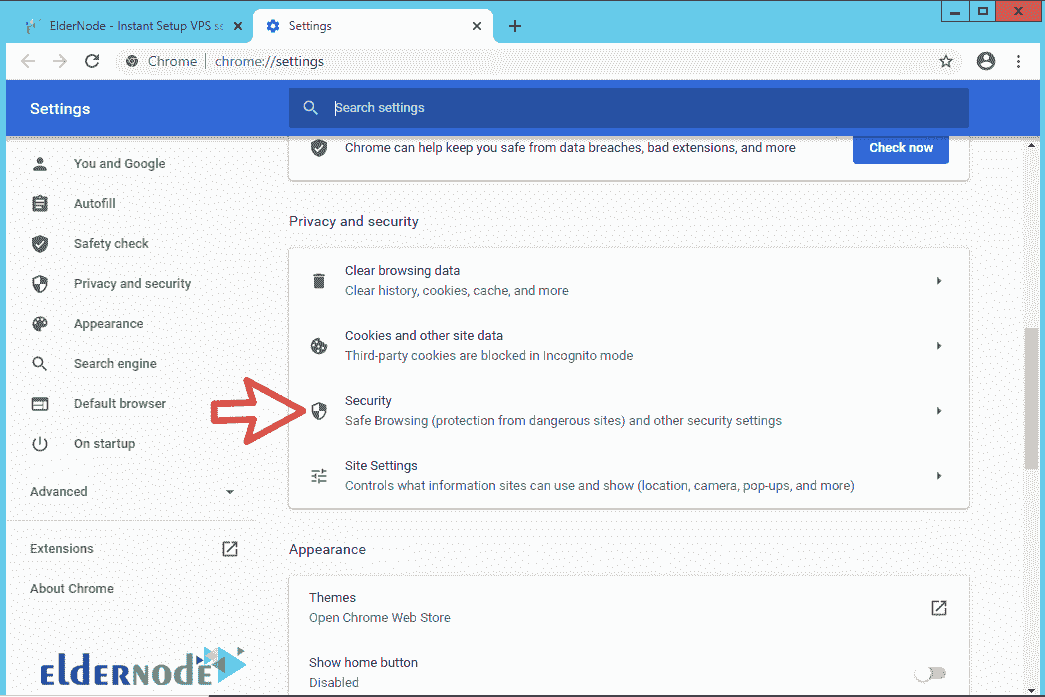 ElderNode - Instant Setup VPS se
Settings
Chrome
chrome://settings
Settings
Search settings
Chrome can help keep you safe from data breaches, bad extensions, and more
Check now
You and Google
Autofill
Safety check
Privacy and security
Appearance
Search engine
Default browser
On startup
Advanced
Extensions
About Chrome
Privacy and security
Clear browsing data
Clear history, cookies, cache, and more
Cookies and other site data
Third-party cookies are blocked in Incognito mode
Security
Safe Browsing (protection from dangerous sites) and other security settings
Site Settings
Controls what information sites can use and show (location, camera, pop-ups, and more)
Appearance
Themes
Open Chrome Web Store
Show home button
Disabled
ELDERNODE